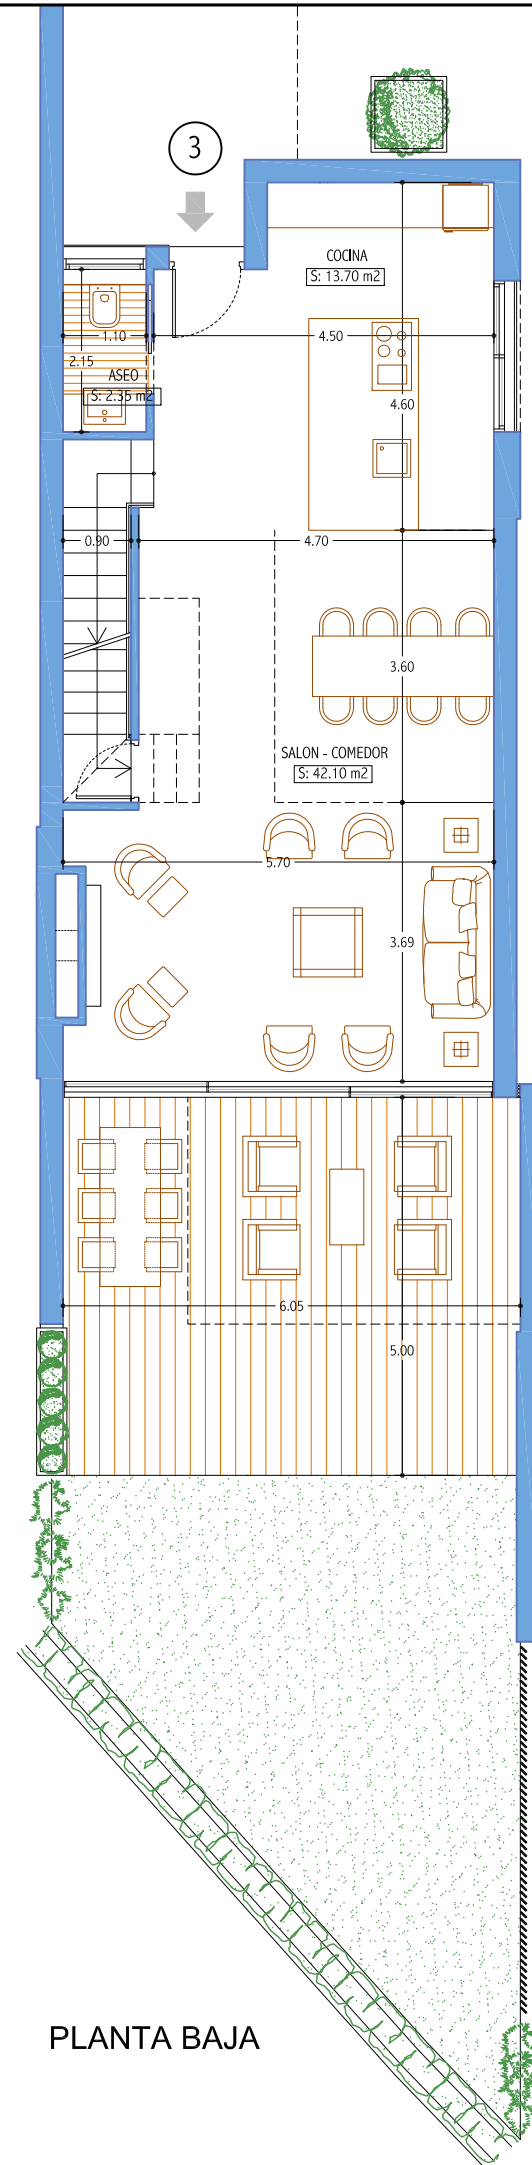 3
COCINA
S: 13.70 m2
1.10
4.50
2.15
ASEO
S: 2.35 m2
4.60
0.90
4.70
3.60
SALON - COMEDOR
S: 42.10 m2
5.70
3.69
6.05
5.00
PLANTA BAJA